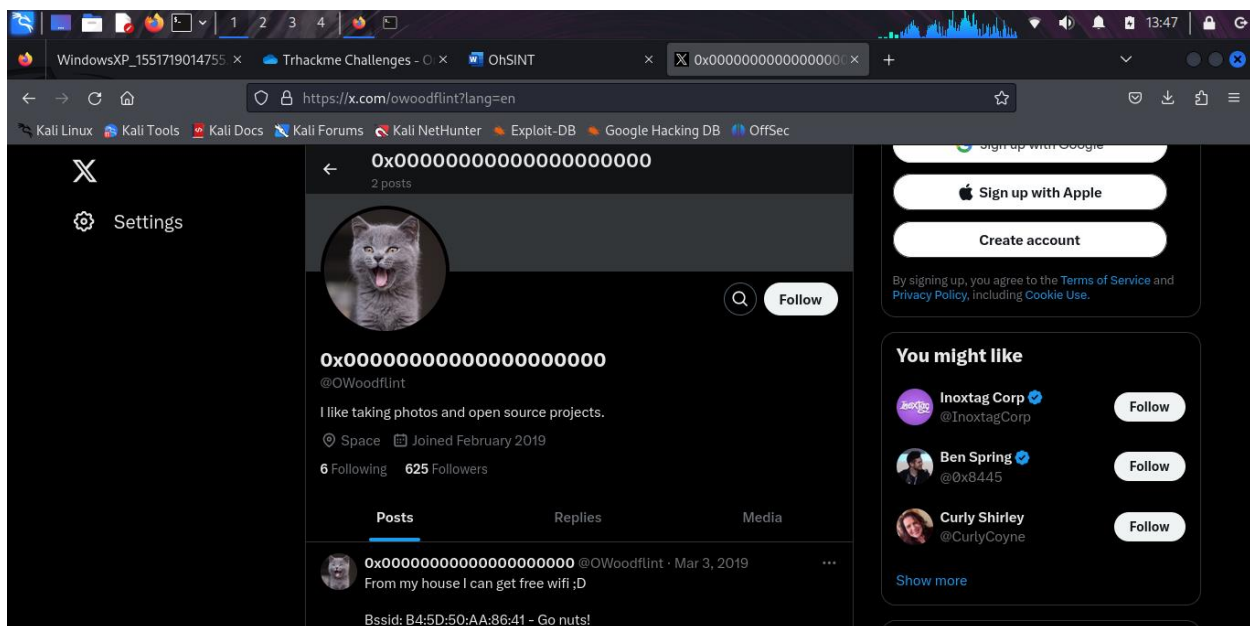 1 2 3 4
13:47
WindowsXP_1551719014755
Trhackme Challenges - O
OhSINT
0x00000000000000000000
https://x.com/owoodflint?lang=en
Kali Linux Kali Tools Kali Docs Kali Forums Kali NetHunter Exploit-DB Google Hacking DB OffSec
Settings
0x00000000000000000000
2 posts
Follow
0x00000000000000000000
@OWoodflint
I like taking photos and open source projects.
Space Joined February 2019
6 Following 625 Followers
Posts Replies Media
0x00000000000000000000 @OWoodflint · Mar 3, 2019
From my house I can get free wifi ;D
Bssid: B4:5D:50:AA:86:41 - Go nuts!
Sign up with Google
Sign up with Apple
Create account
By signing up, you agree to the Terms of Service and
Privacy Policy, including Cookie Use.
You might like
Inoxtag Corp
@InoxtagCorp
Follow
Ben Spring
@0x8445
Follow
Curly Shirley
@CurlyCoyne
Follow
Show more